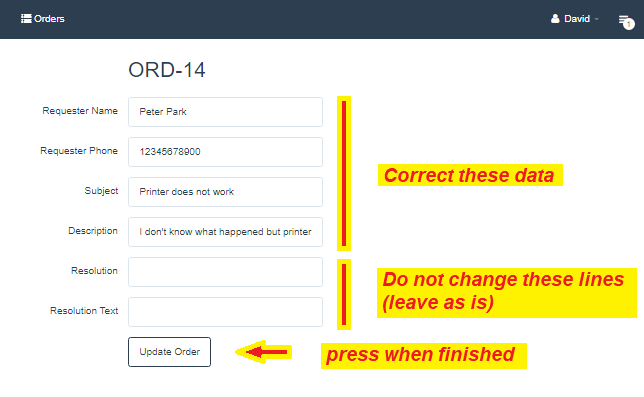 Orders
David
1
ORD-14
Requester Name
Peter Park
Requester Phone
12345678900
Correct these data
Subject
Printer does not work
Description
I don't know what happened but printer
Resolution
Do not change these lines
(leave as is)
Resolution Text
Update Order
press when finished